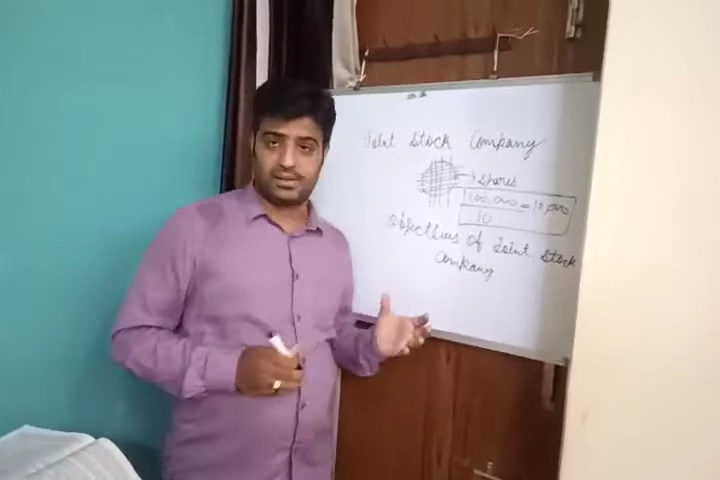 Joint Stock Company
Shares
100,000 = 10,000
10
Objectives of Joint Stock
Company